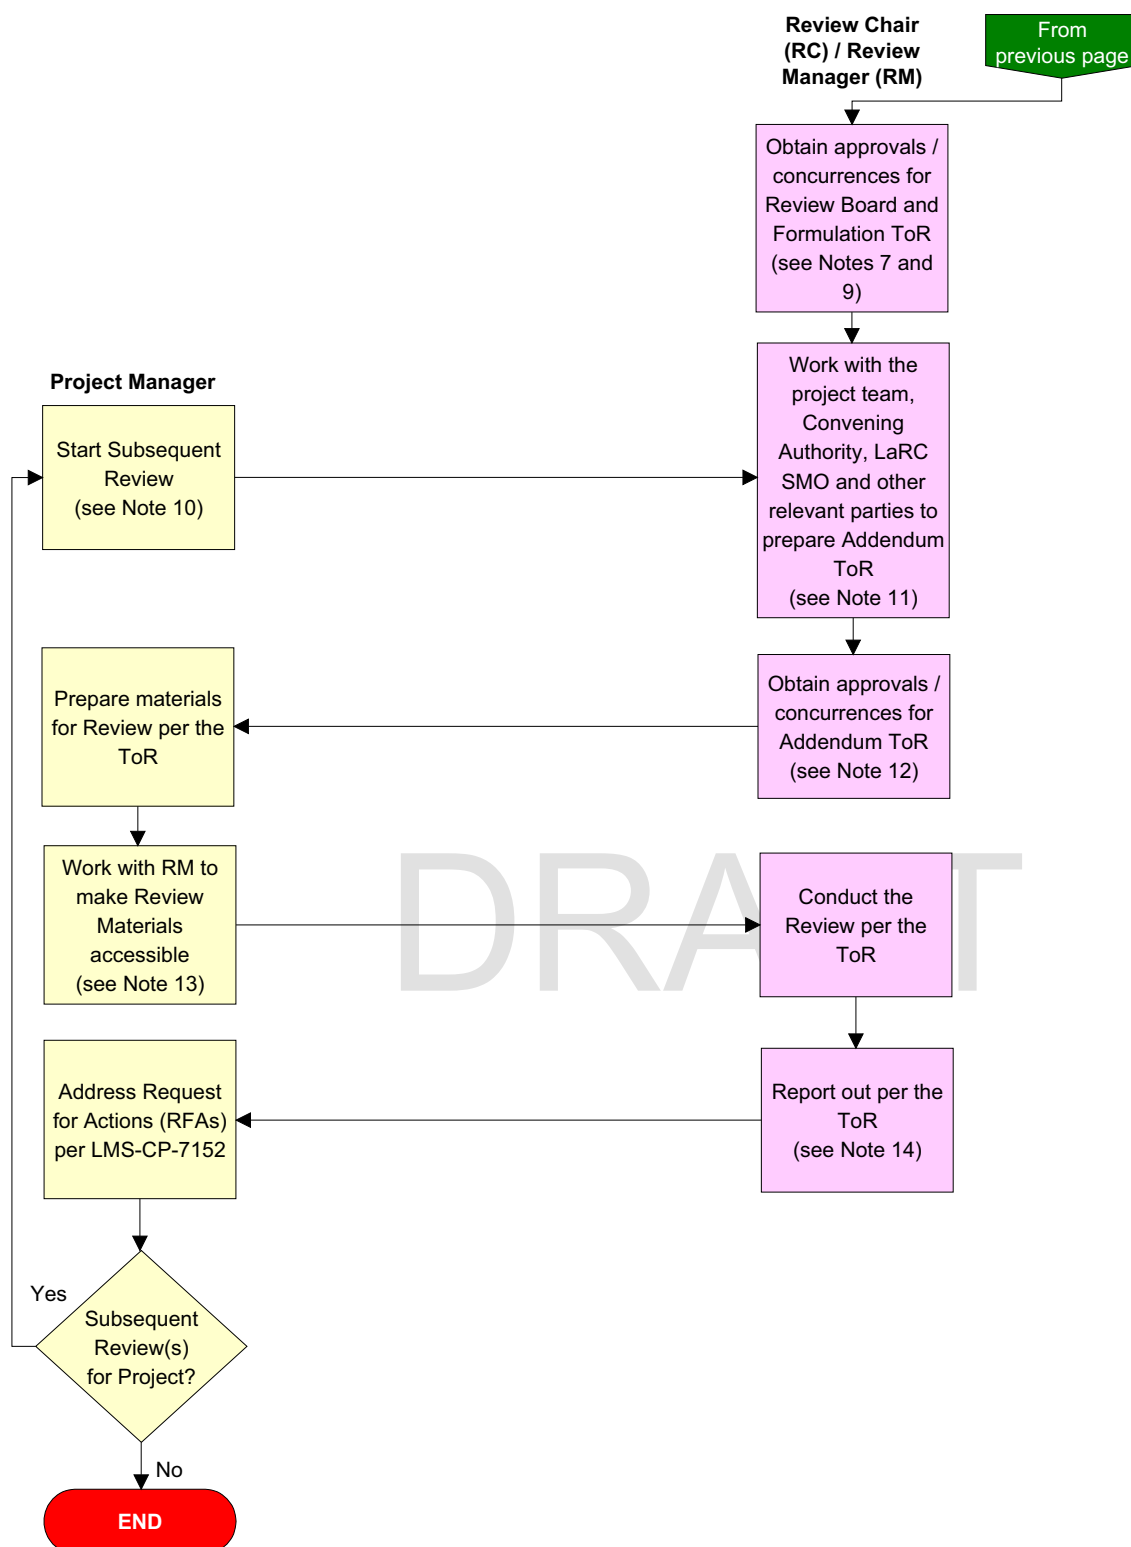 Review Chair
(RC) / Review
Manager (RM)
From
previous page
Obtain approvals /
concurrences for
Review Board and
Formulation ToR
(see Notes 7 and
9)
Work with the
project team,
Convening
Authority, LaRC
SMO and other
relevant parties to
prepare Addendum
ToR
(see Note 11)
Project Manager
Start Subsequent
Review
(see Note 10)
Obtain approvals /
concurrences for
Addendum ToR
(see Note 12)
Prepare materials
for Review per the
ToR
Work with RM to
make Review
Materials
accessible
(see Note 13)
DRAFT
Conduct the
Review per the
ToR
Report out per the
ToR
(see Note 14)
Address Request
for Actions (RFAs)
per LMS-CP-7152
Yes
Subsequent
Review(s)
for Project?
No
END